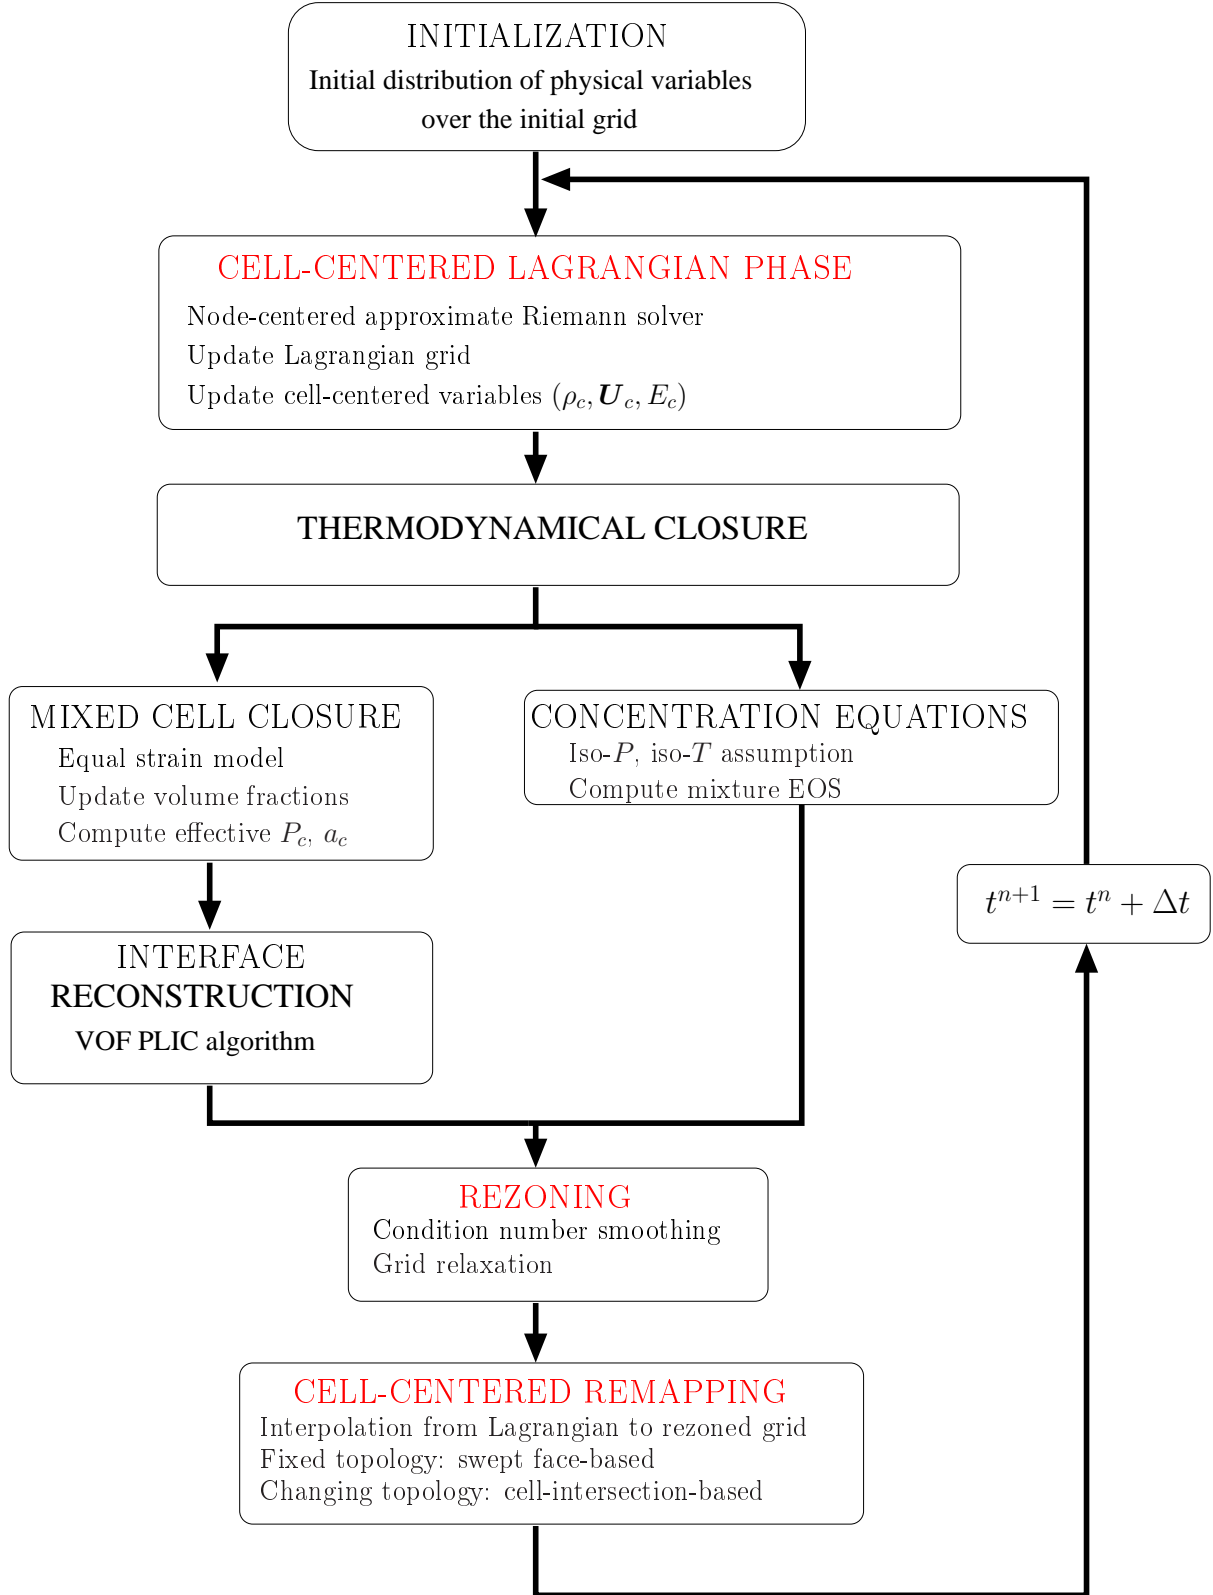 INITIALIZATION
Initial distribution of physical variables
over the initial grid
CELL-CENTERED LAGRANGIAN PHASE
Node-centered approximate Riemann solver
Update Lagrangian grid
Update cell-centered variables (ρ_c, U_c, E_c)
THERMODYNAMICAL CLOSURE
MIXED CELL CLOSURE
Equal strain model
Update volume fractions
Compute effective P_c, a_c
CONCENTRATION EQUATIONS
Iso-P, iso-T assumption
Compute mixture EOS
t^{n+1} = t^n + Δt
INTERFACE
RECONSTRUCTION
VOF PLIC algorithm
REZONING
Condition number smoothing
Grid relaxation
CELL-CENTERED REMAPPING
Interpolation from Lagrangian to rezoned grid
Fixed topology: swept face-based
Changing topology: cell-intersection-based